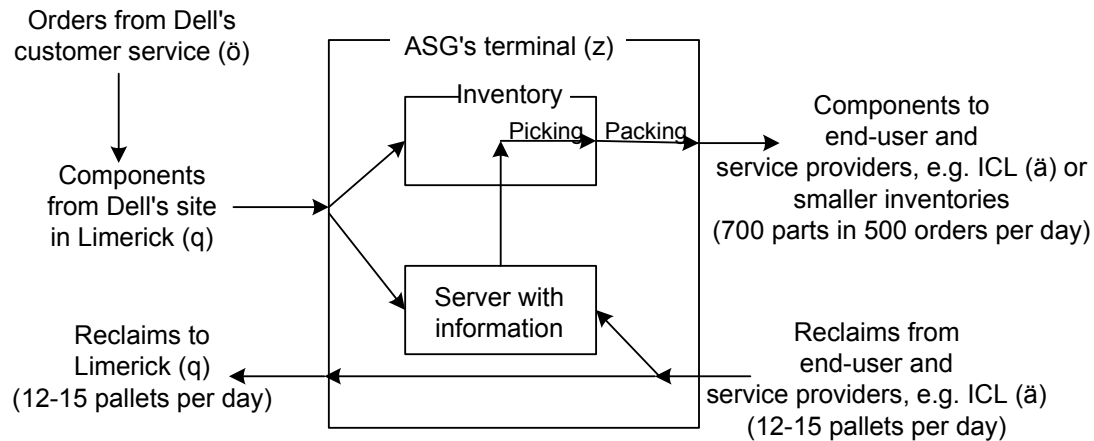 Orders from Dell's
customer service (ö)
ASG's terminal (z)
Inventory
Picking
Packing
Components to
end-user and
service providers, e.g. ICL (ä) or
smaller inventories
(700 parts in 500 orders per day)
Components
from Dell's site
in Limerick (q)
Server with
information
Reclaims to
Limerick (q)
(12-15 pallets per day)
Reclaims from
end-user and
service providers, e.g. ICL (ä)
(12-15 pallets per day)